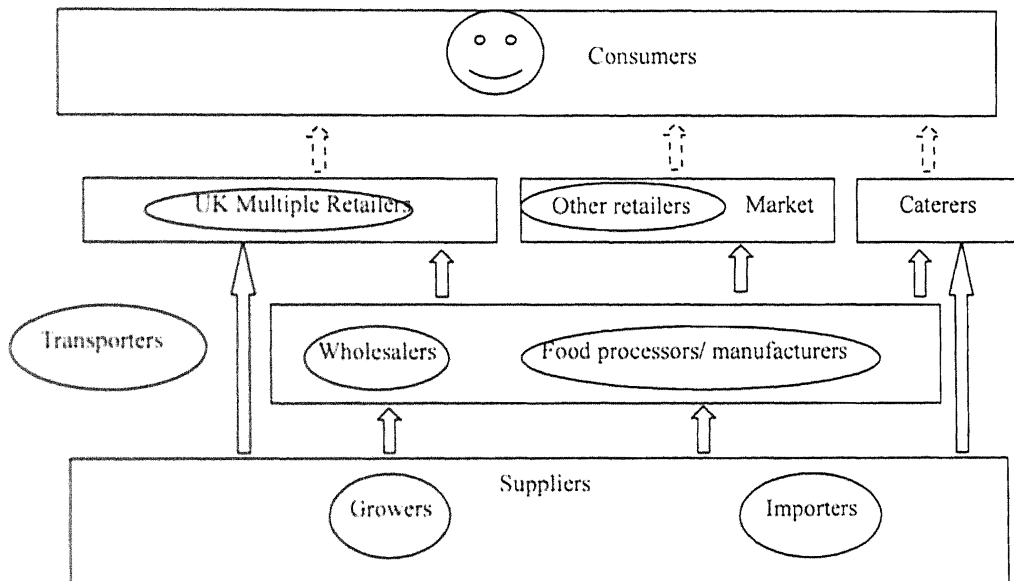 Consumers
UK Multiple Retailers
Other retailers
Market
Caterers
Transporters
Wholesalers
Food processors/ manufacturers
Suppliers
Growers
Importers